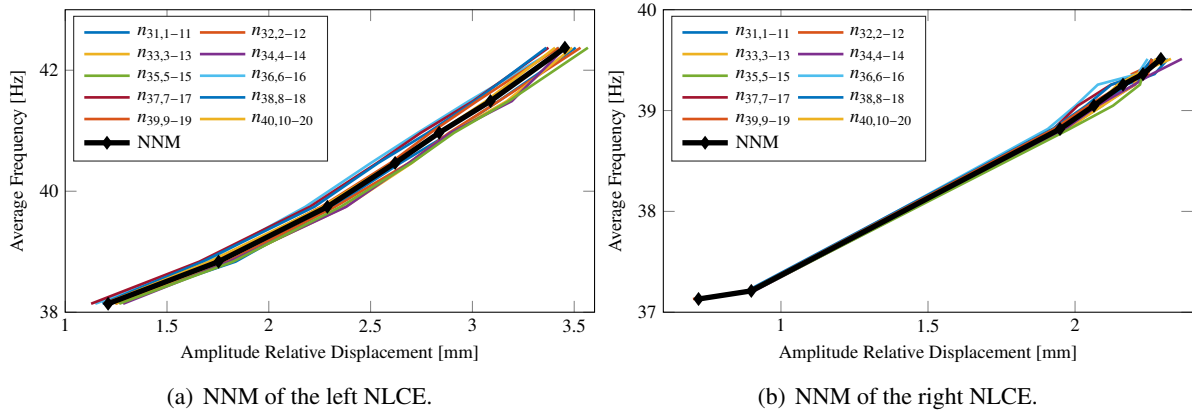 n31,1−11 n32,2−12
n33,3−13 n34,4−14
n35,5−15 n36,6−16
n37,7−17 n38,8−18
n39,9−19 n40,10−20
NNM
42
40
38
Average Frequency [Hz]
1 1.5 2 2.5 3 3.5
Amplitude Relative Displacement [mm]
(a) NNM of the left NLCE.
n31,1−11 n32,2−12
n33,3−13 n34,4−14
n35,5−15 n36,6−16
n37,7−17 n38,8−18
n39,9−19 n40,10−20
NNM
40
39
38
37
Average Frequency [Hz]
1 2
Amplitude Relative Displacement [mm]
(b) NNM of the right NLCE.